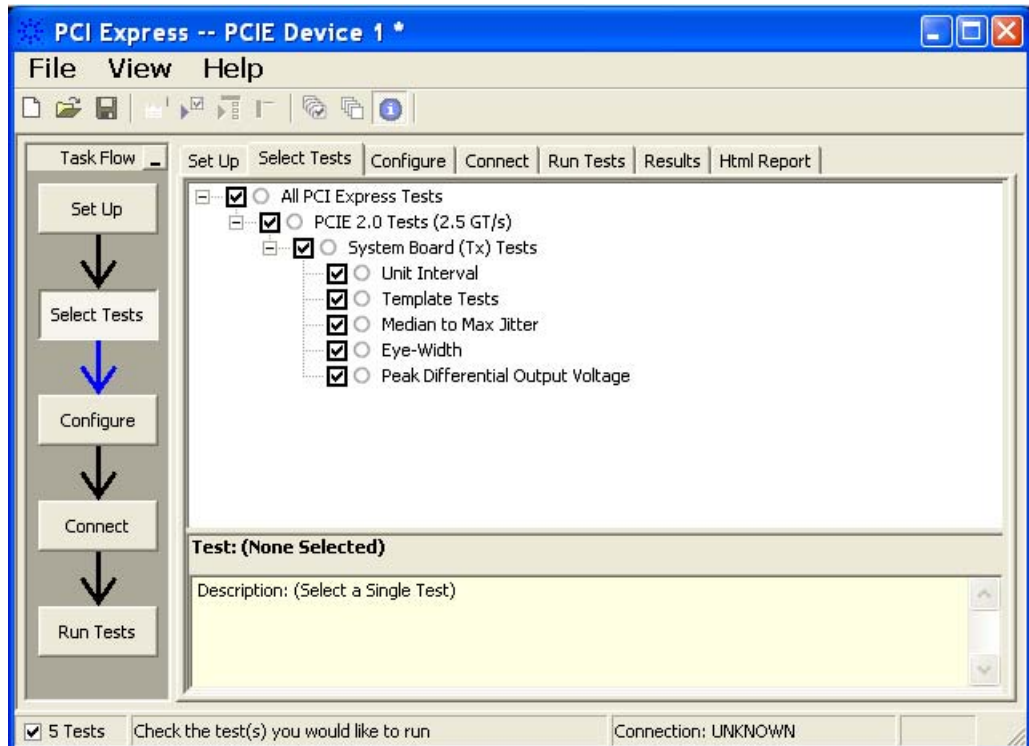 PCI Express -- PCIE Device 1 *
File View Help
Task Flow
Set Up
Select Tests
Configure
Connect
Run Tests
Set Up Select Tests Configure Connect Run Tests Results Html Report
All PCI Express Tests
PCIE 2.0 Tests (2.5 GT/s)
System Board (Tx) Tests
Unit Interval
Template Tests
Median to Max Jitter
Eye-Width
Peak Differential Output Voltage
Test: (None Selected)
Description: (Select a Single Test)
5 Tests Check the test(s) you would like to run Connection: UNKNOWN